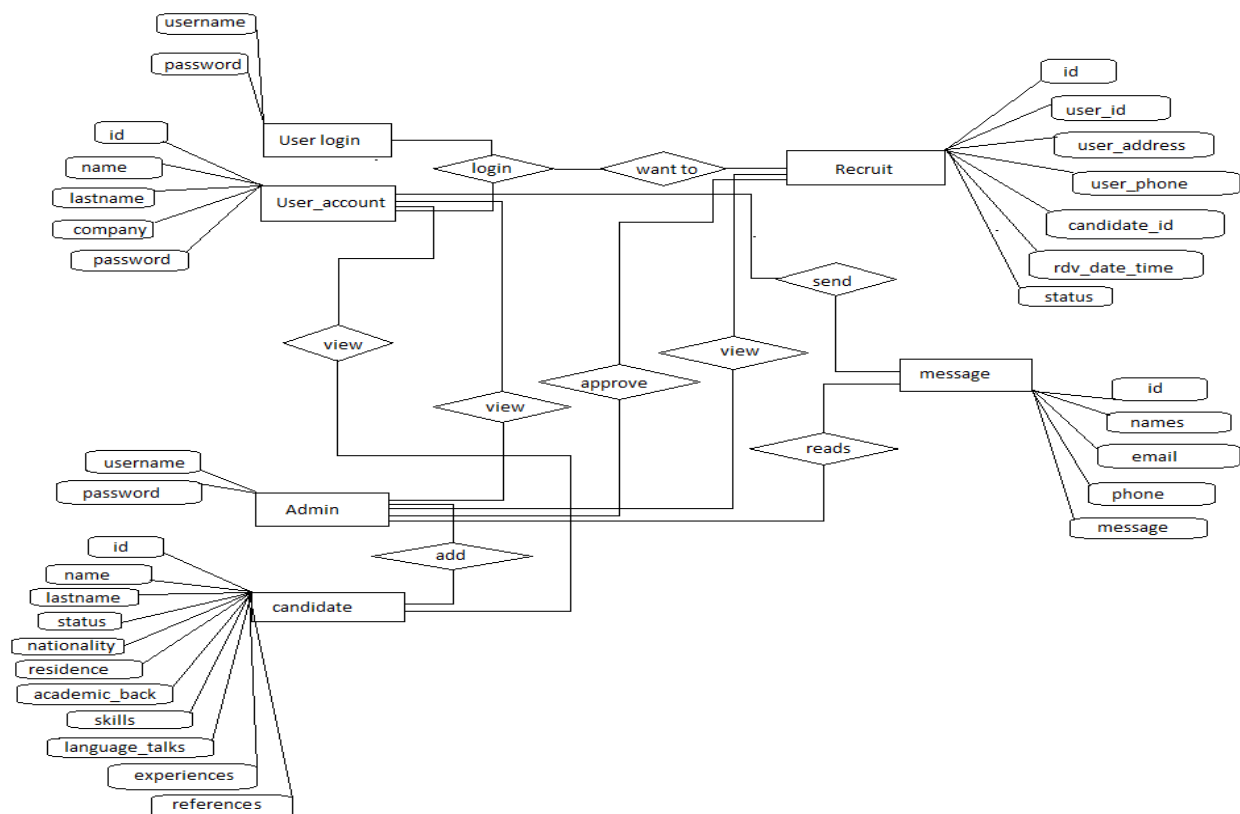 username
password
User login
id
name
lastname
company
password
User_account
login
want to
Recruit
id
user_id
user_address
user_phone
candidate_id
rdv_date_time
status
send
view
view
approve
view
message
id
names
email
phone
message
reads
username
password
Admin
add
id
name
lastname
status
nationality
residence
academic_back
skills
language_talks
experiences
references
candidate